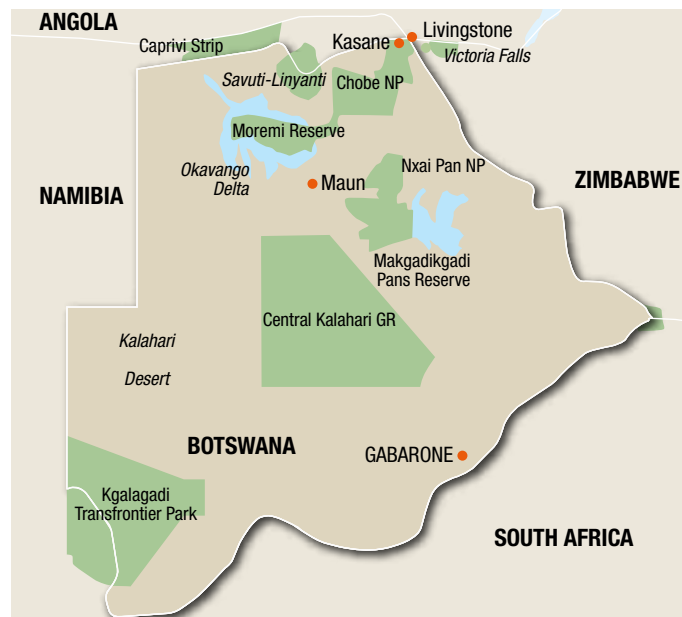 ANGOLA
Caprivi Strip
Kasane
Livingstone
Victoria Falls
Savuti-Linyanti
Chobe NP
Moremi Reserve
Okavango
Delta
Maun
Nxai Pan NP
NAMIBIA
ZIMBABWE
Makgadikgadi
Pans Reserve
Central Kalahari GR
Kalahari
Desert
BOTSWANA
GABARONE
Kgalagadi
Transfrontier Park
SOUTH AFRICA